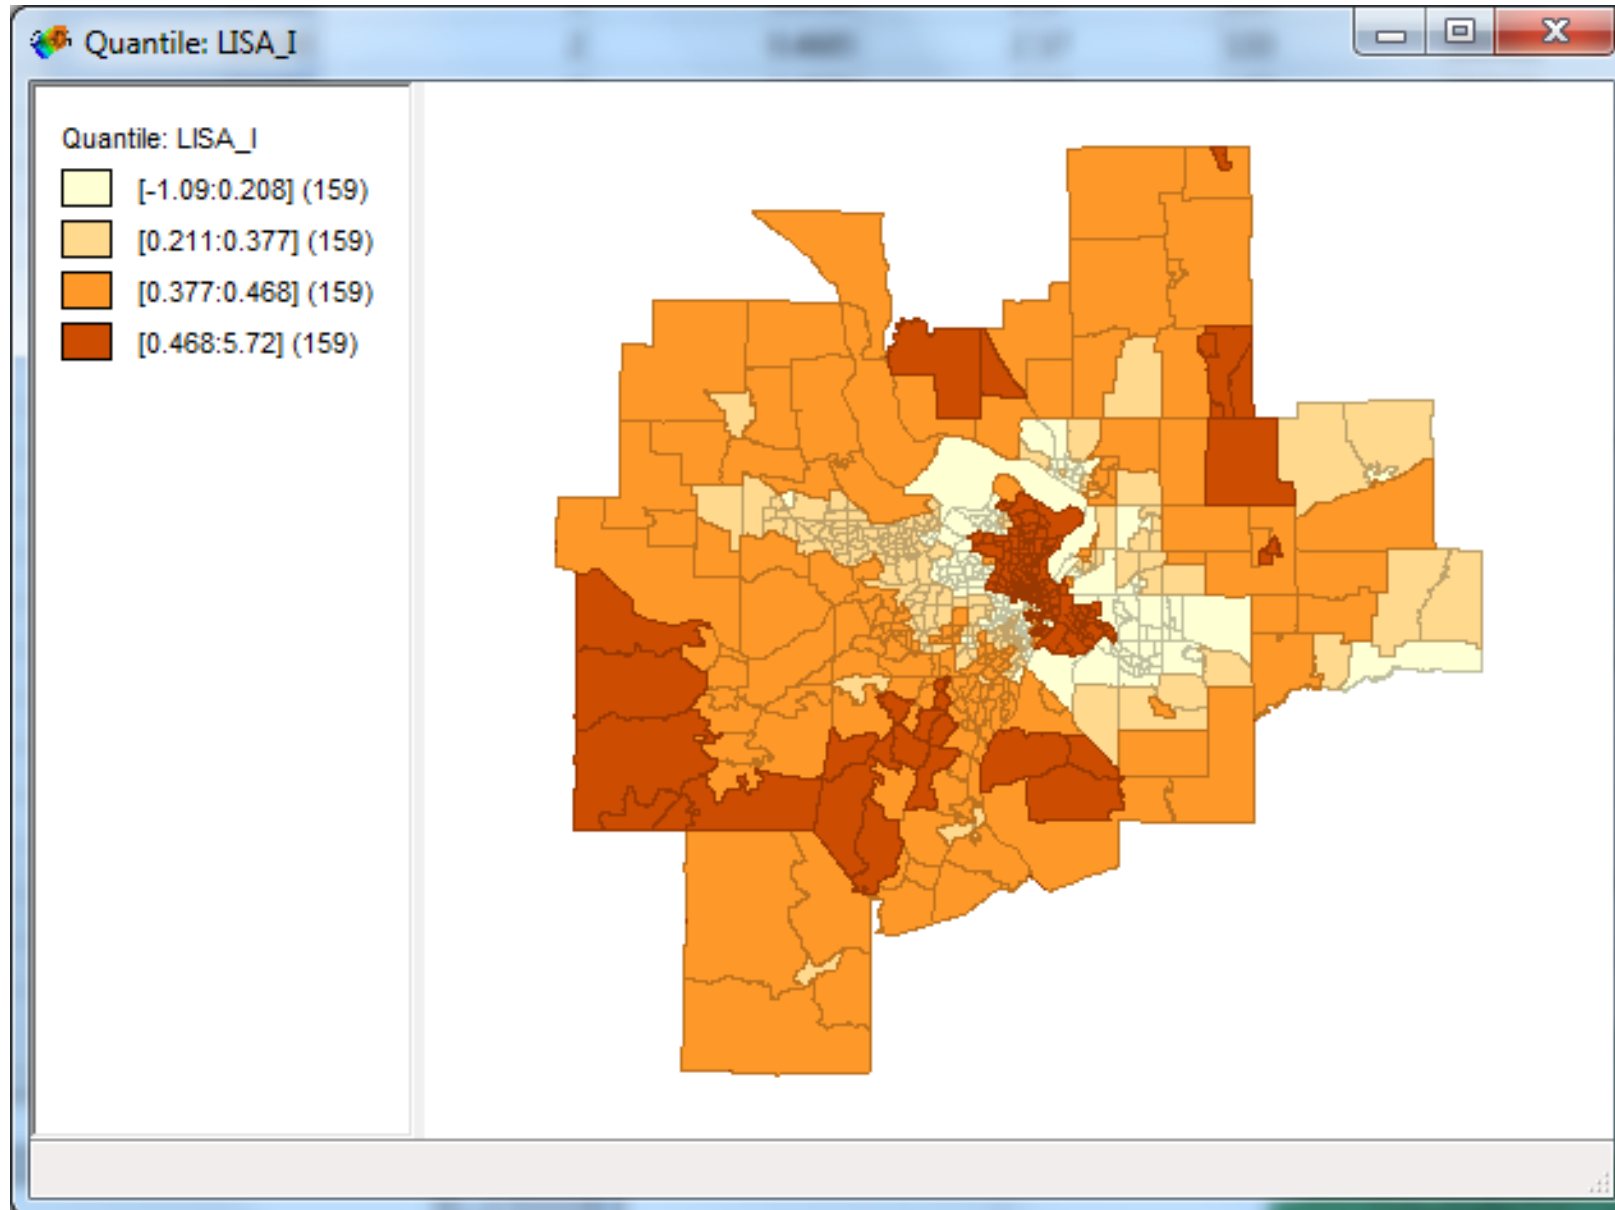 Quantile: LISA_I
Quantile: LISA_I
[-1.09:0.208] (159)
[0.211:0.377] (159)
[0.377:0.468] (159)
[0.468:5.72] (159)